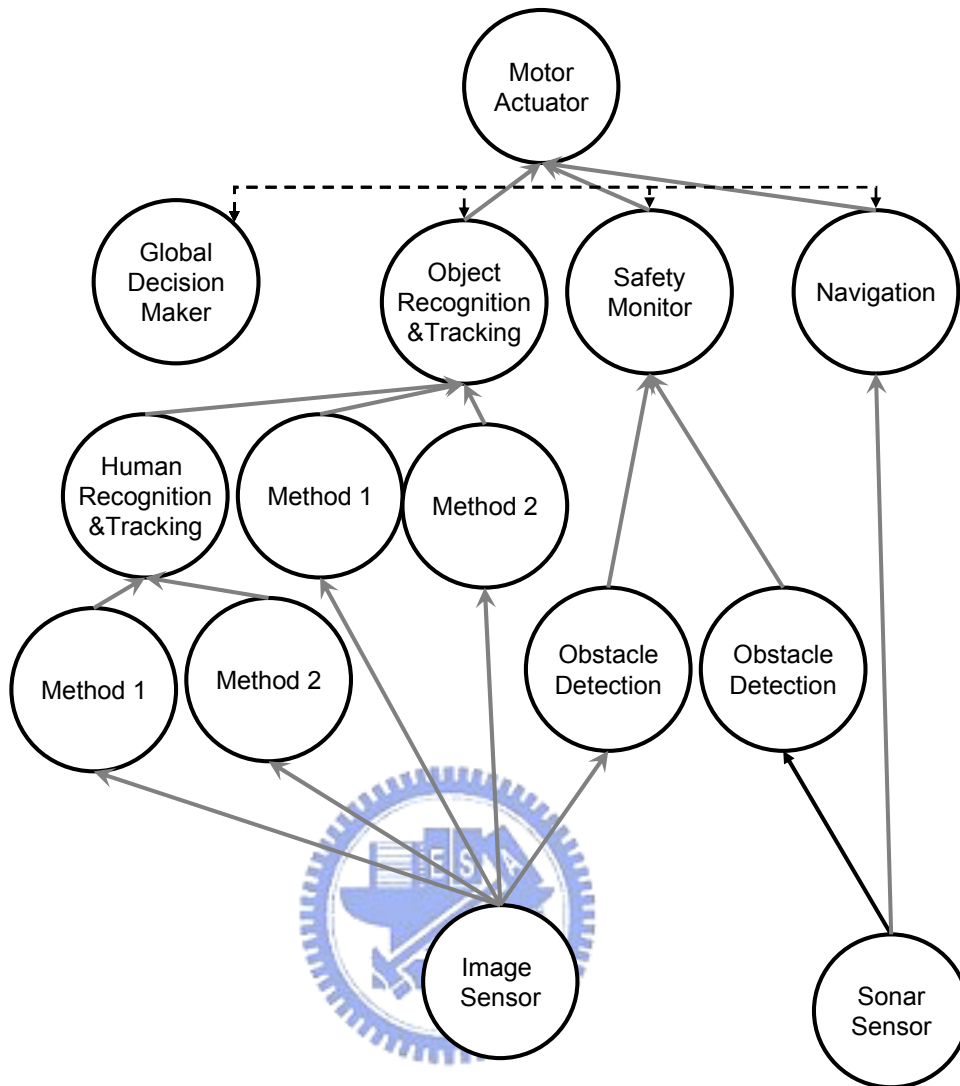 Motor
Actuator
Global
Decision
Maker
Object
Recognition
&Tracking
Safety
Monitor
Navigation
Human
Recognition
&Tracking
Method 1
Method 2
Method 1
Method 2
Obstacle
Detection
Obstacle
Detection
E S A
Image
Sensor
Sonar
Sensor